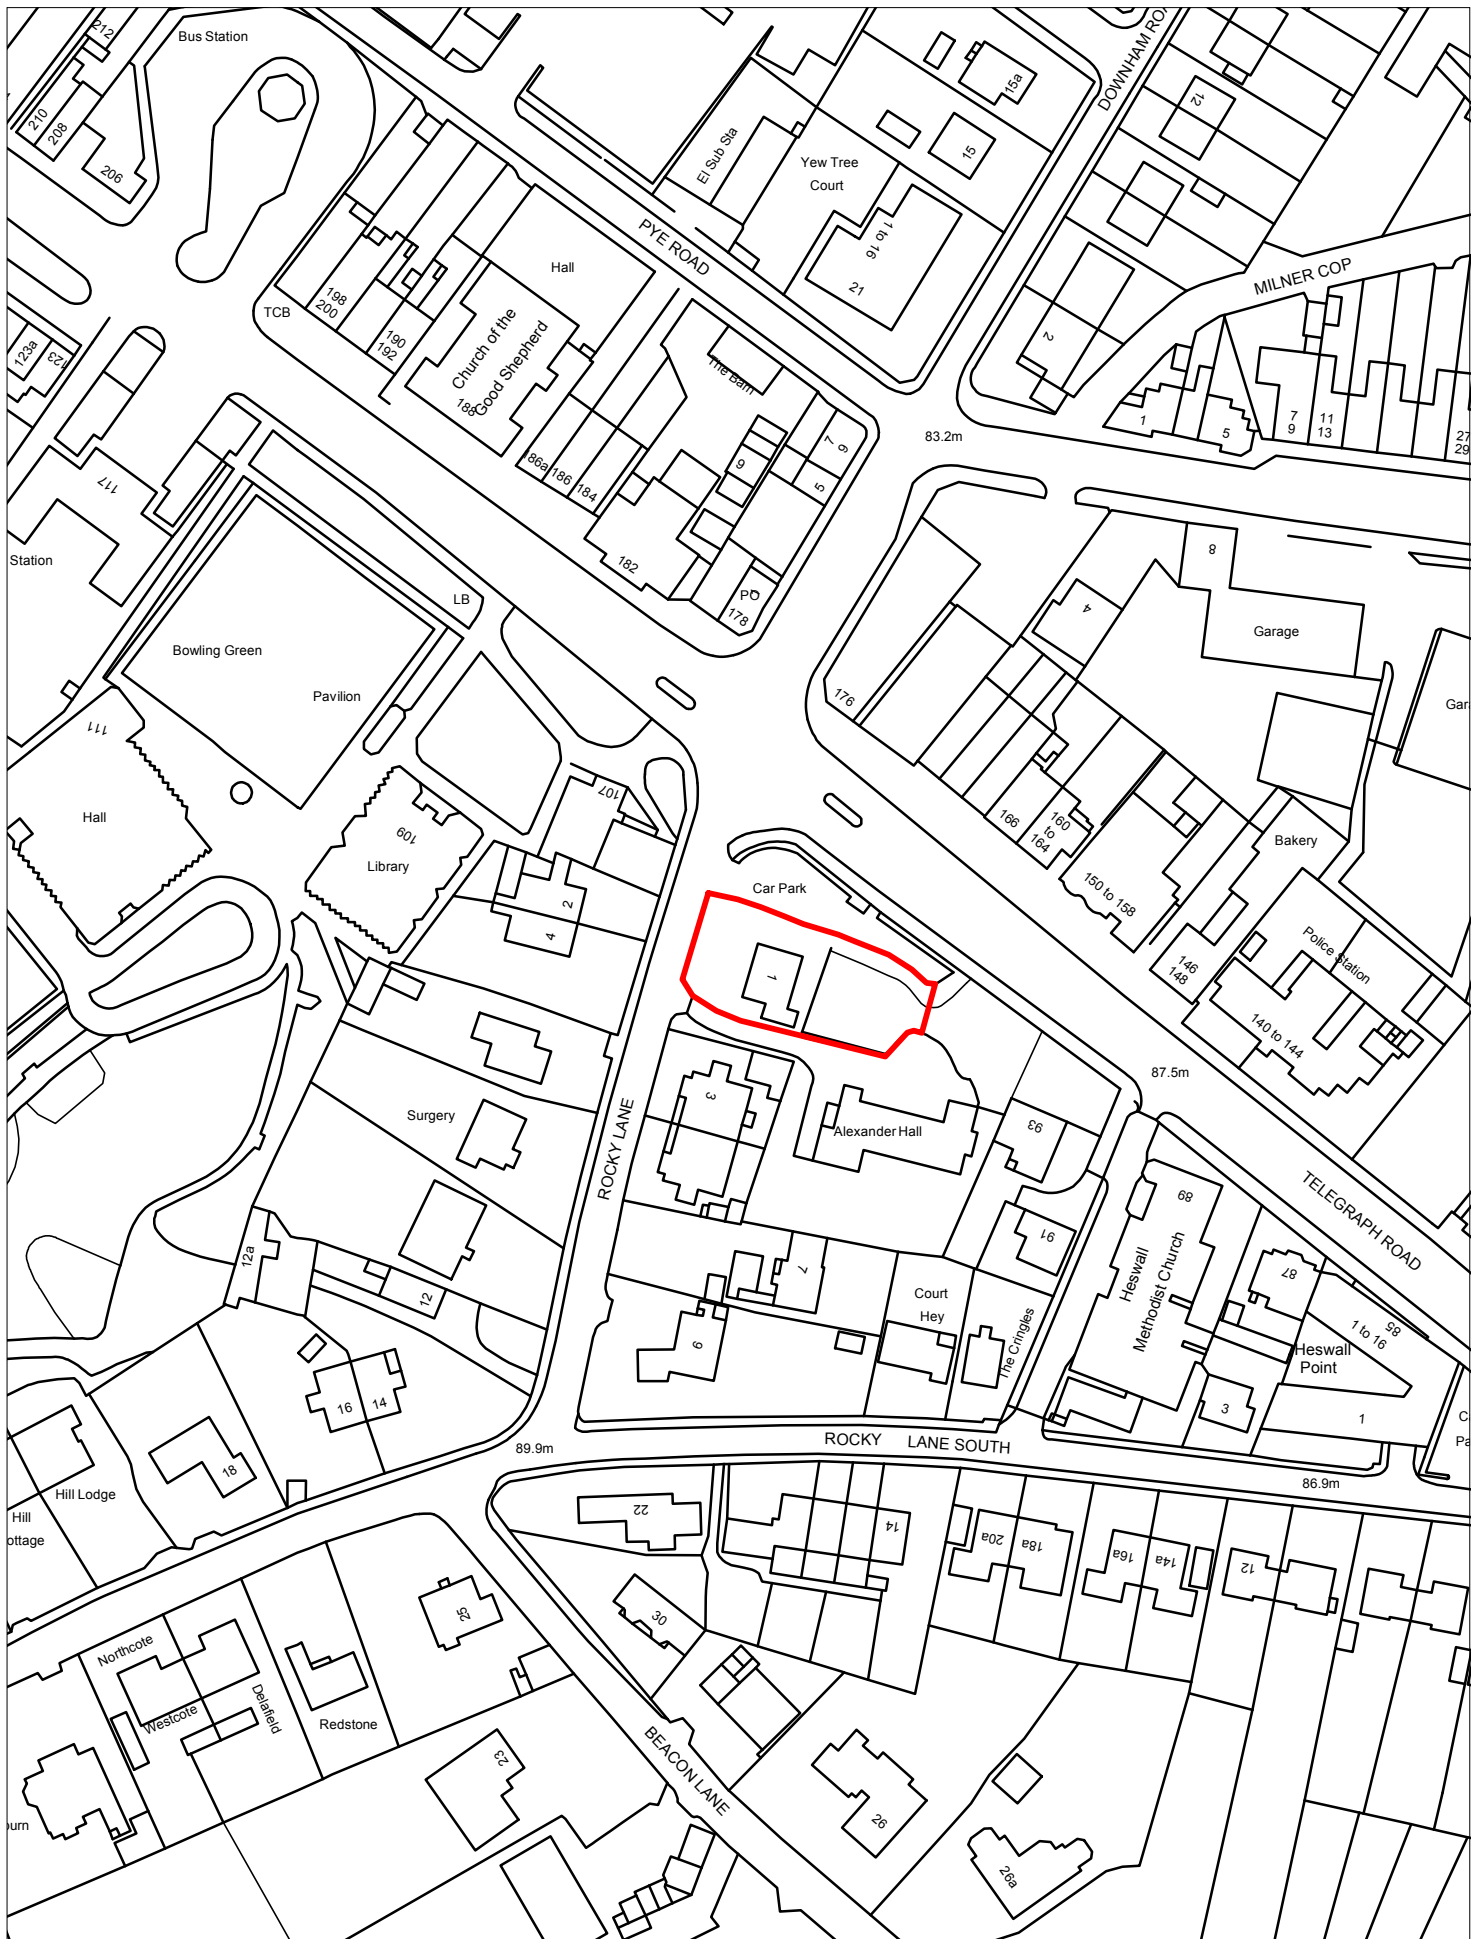 212
Bus Station
210
208
206
DOWNHAM ROA
15a
12
15
El Sub Sta
Yew Tree
Court
1 to 16
21
PYE ROAD
Hall
MILNER COP
TCB
198
200
190
192
Church of the
Good Shepherd
188
The Barn
2
123a
123
1
5
7
9
11
13
27
29
83.2m
7
9
5
9
186a
186
184
182
PO
178
117
Station
LB
8
4
Garage
Bowling Green
Pavilion
176
Gar
111
Hall
107
109
Library
166
160
to
164
Bakery
150 to 158
Car Park
2
4
1
146
148
Police Station
140 to 144
87.5m
Surgery
3
Alexander Hall
93
ROCKY LANE
TELEGRAPH ROAD
89
91
Heswall
Methodist Church
12a
12
7
Court
Hey
The Cringles
87
85
1 to 16
Heswall
Point
9
16
14
3
1
C
Pa
ROCKY LANE SOUTH
89.9m
86.9m
18
Hill Lodge
Hill
ottage
22
14
20a
18a
16a
14a
12
25
30
Northcote
Westcote
Delafield
Redstone
23
BEACON LANE
26
26a
urn